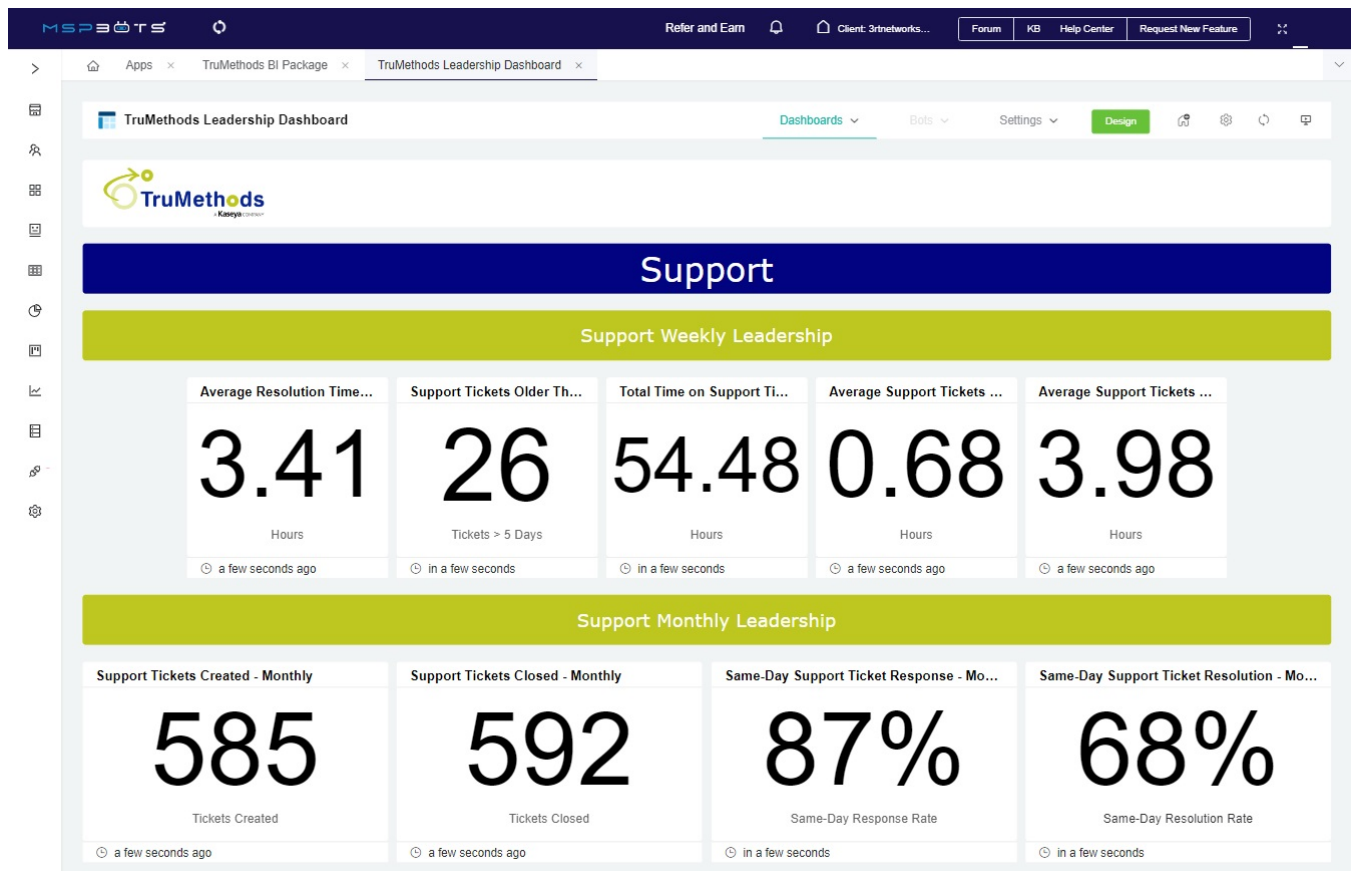 MSPBOTS Refer and Earn Client: 3rtnetworks... Forum KB Help Center Request New Feature
Apps × TruMethods BI Package × TruMethods Leadership Dashboard ×
TruMethods Leadership Dashboard Dashboards Bots Settings Design
TruMethods
A Kaseya COMPANY
Support
Support Weekly Leadership
Average Resolution Time... Support Tickets Older Th... Total Time on Support Ti... Average Support Tickets ... Average Support Tickets ...
3.41 26 54.48 0.68 3.98
Hours Tickets > 5 Days Hours Hours Hours
a few seconds ago in a few seconds in a few seconds a few seconds ago a few seconds ago
Support Monthly Leadership
Support Tickets Created - Monthly Support Tickets Closed - Monthly Same-Day Support Ticket Response - Mo... Same-Day Support Ticket Resolution - Mo...
585 592 87% 68%
Tickets Created Tickets Closed Same-Day Response Rate Same-Day Resolution Rate
a few seconds ago a few seconds ago in a few seconds in a few seconds